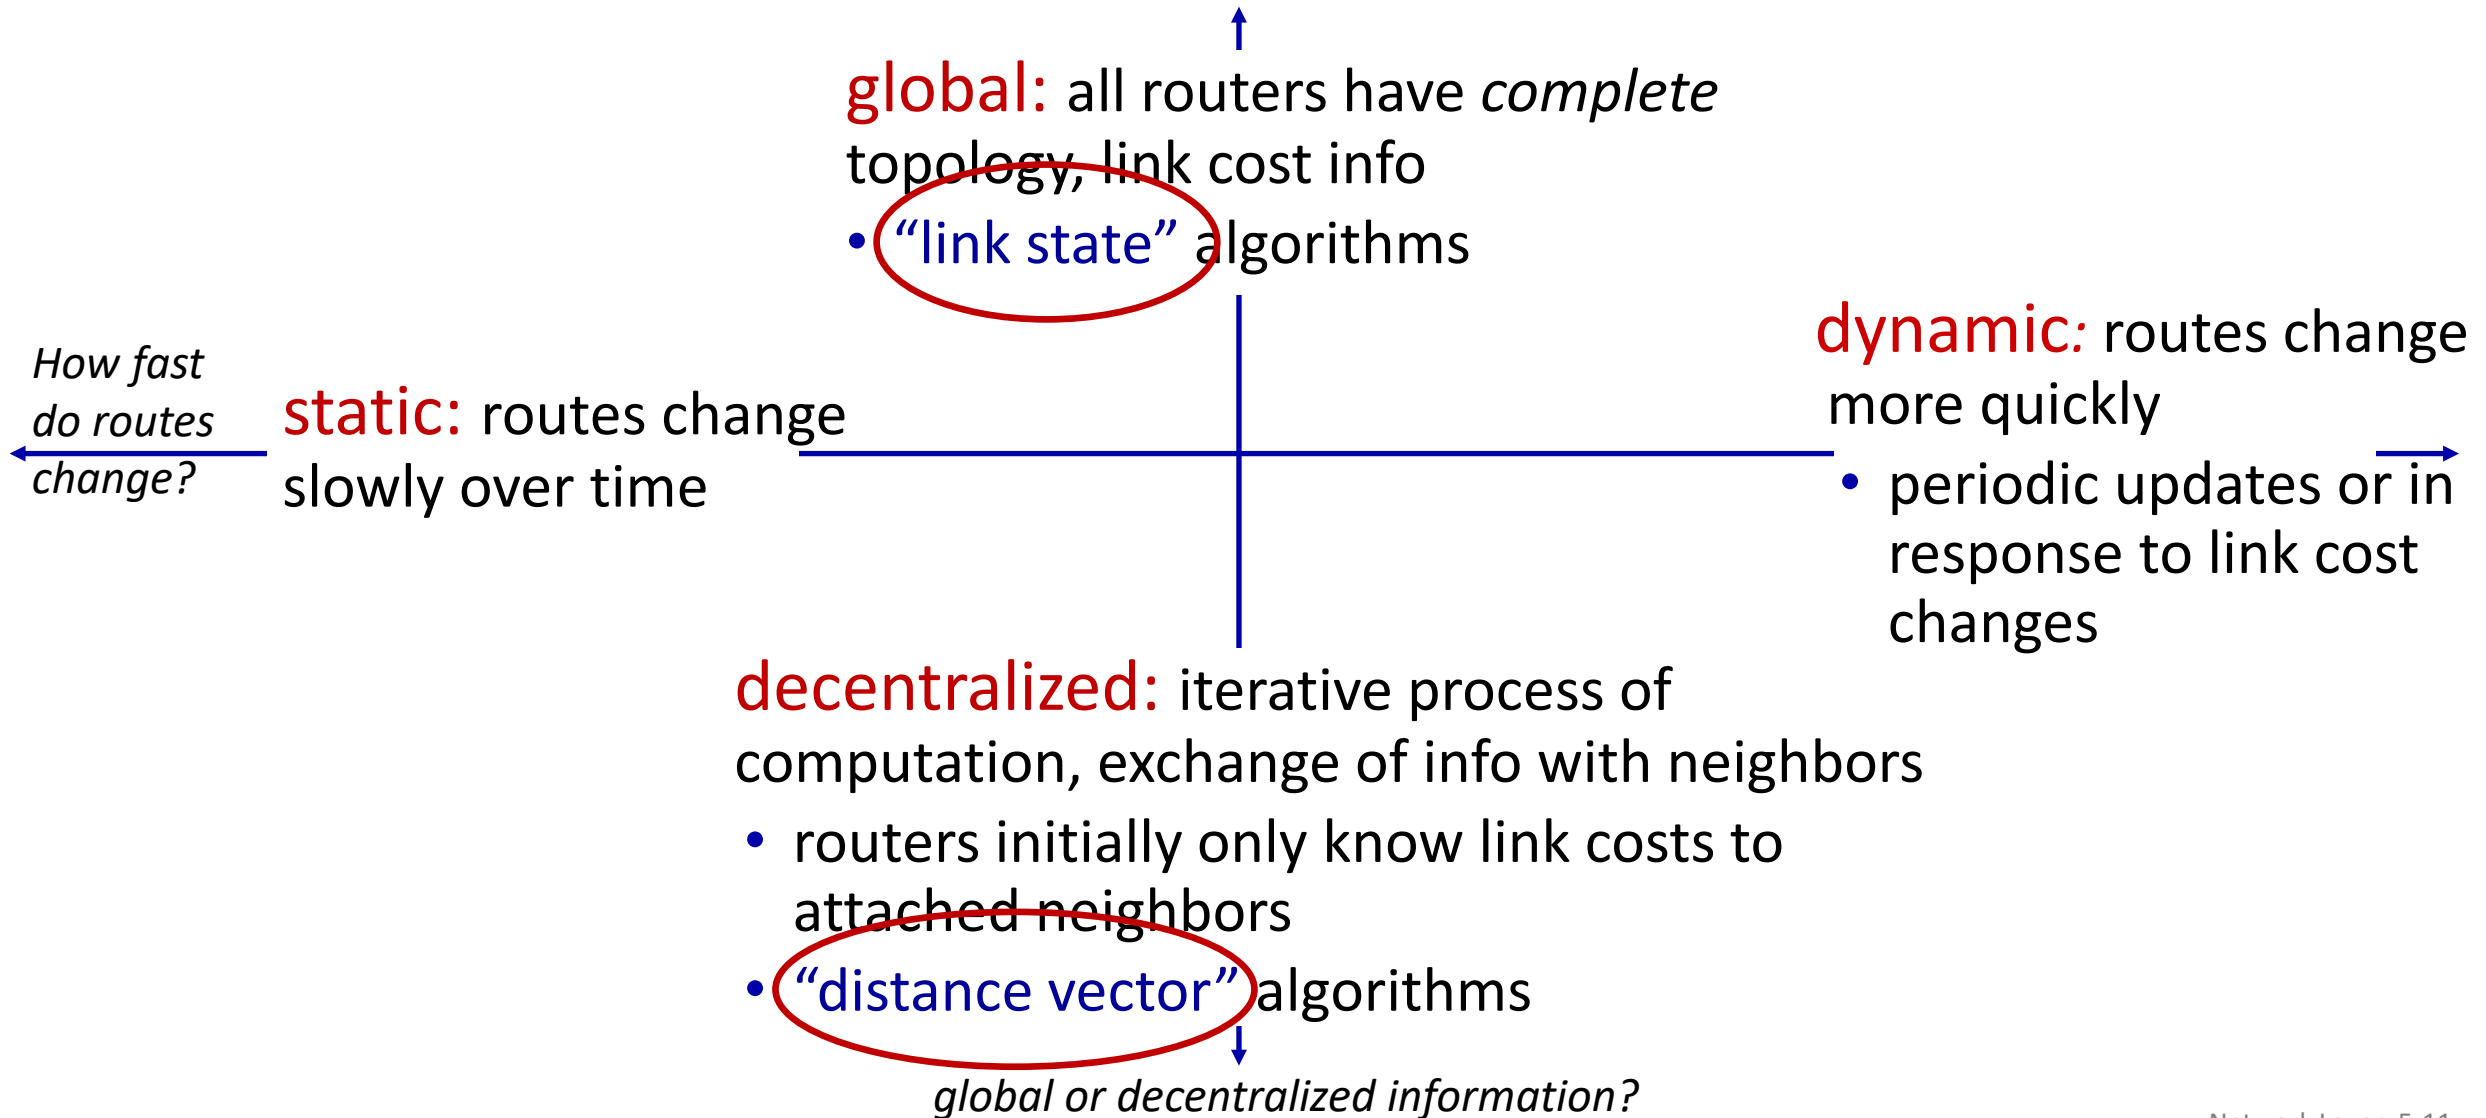 global: all routers have complete
topology, link cost info
• “link state” algorithms
How fast
do routes
change?
static: routes change
slowly over time
dynamic: routes change
more quickly
• periodic updates or in
response to link cost
changes
decentralized: iterative process of
computation, exchange of info with neighbors
• routers initially only know link costs to
attached neighbors
• “distance vector” algorithms
global or decentralized information?